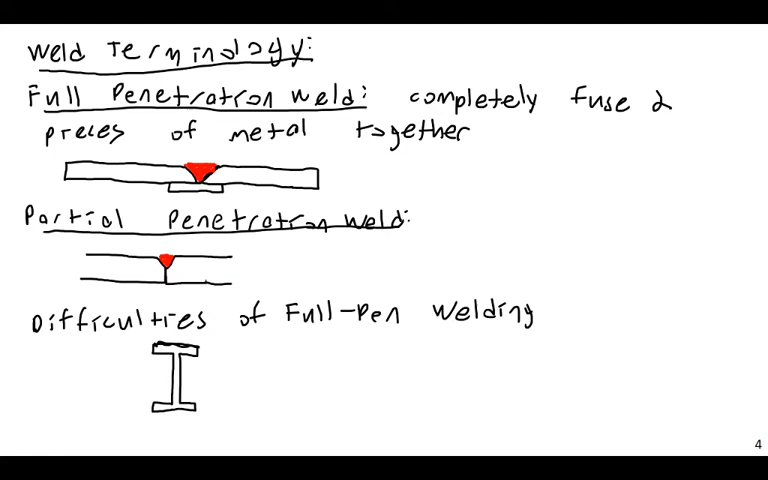 Weld Terminology:
Full Penetration Weld: completely fuse 2
pieces of metal together
Partial Penetration Weld:
Difficulties of Full-Pen Welding
4